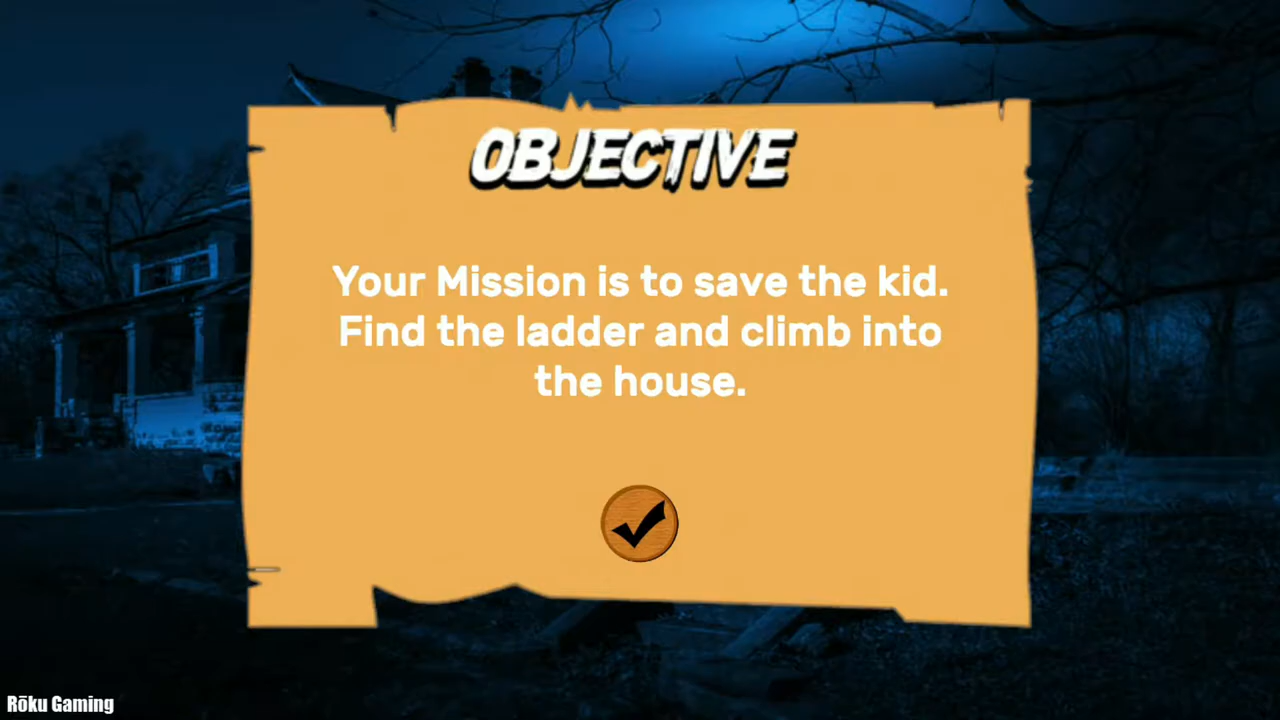 OBJECTIVE
Your Mission is to save the kid.
Find the ladder and climb into
the house.
Rōku Gaming